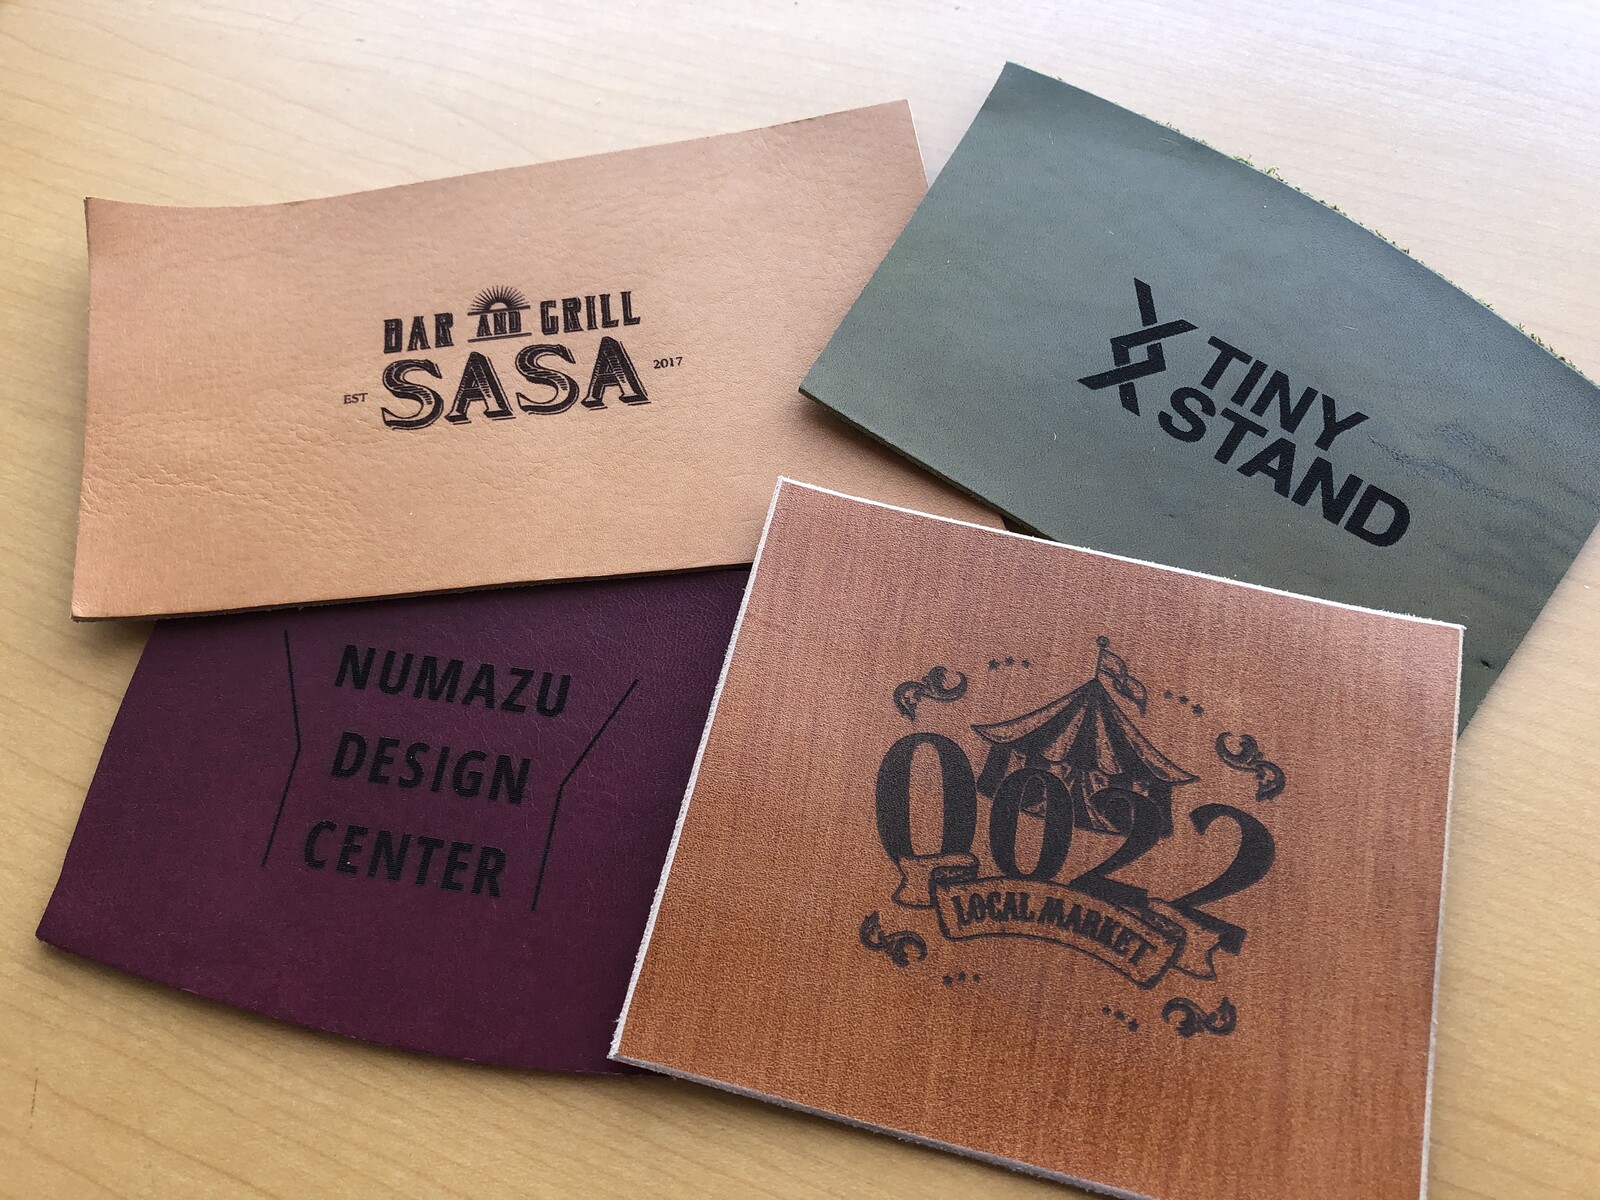 BAR AND GRILL
EST SASA 2017
TINY
STAND
NUMAZU
DESIGN
CENTER
0022
LOCAL MARKET